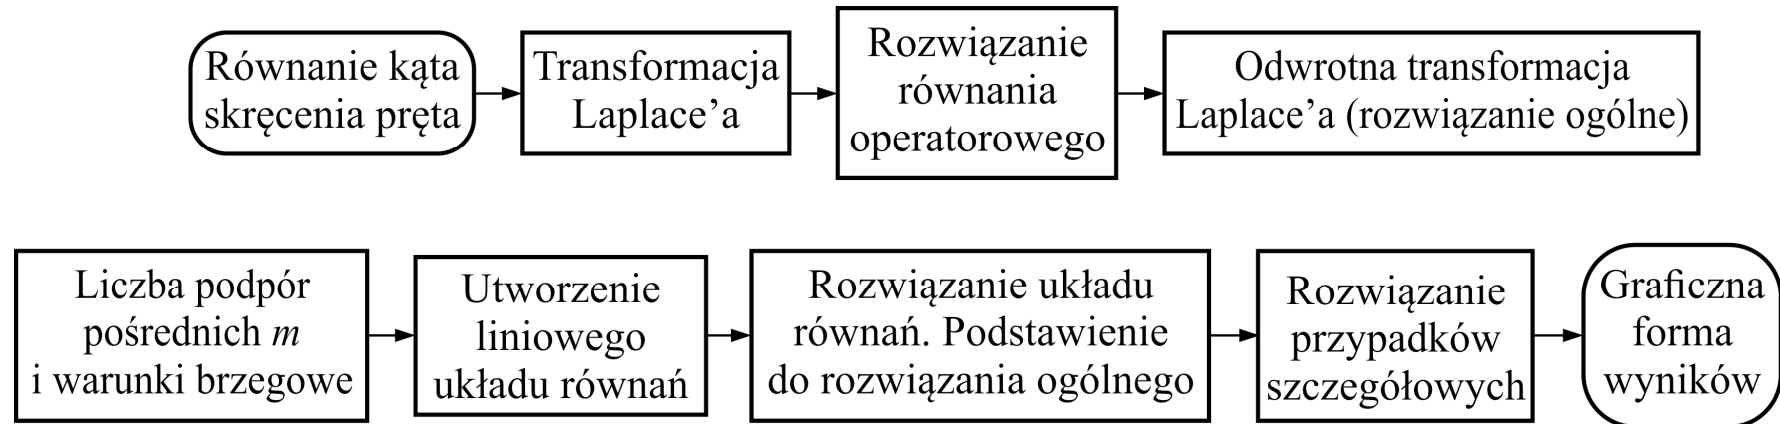 Równanie kąta
skręcenia pręta
Transformacja
Laplace’a
Rozwiązanie
równania
operatorowego
Odwrotna transformacja
Laplace’a (rozwiązanie ogólne)
Liczba podpór
pośrednich m
i warunki brzegowe
Utworzenie
liniowego
układu równań
Rozwiązanie układu
równań. Podstawienie
do rozwiązania ogólnego
Rozwiązanie
przypadków
szczegółowych
Graficzna
forma
wyników